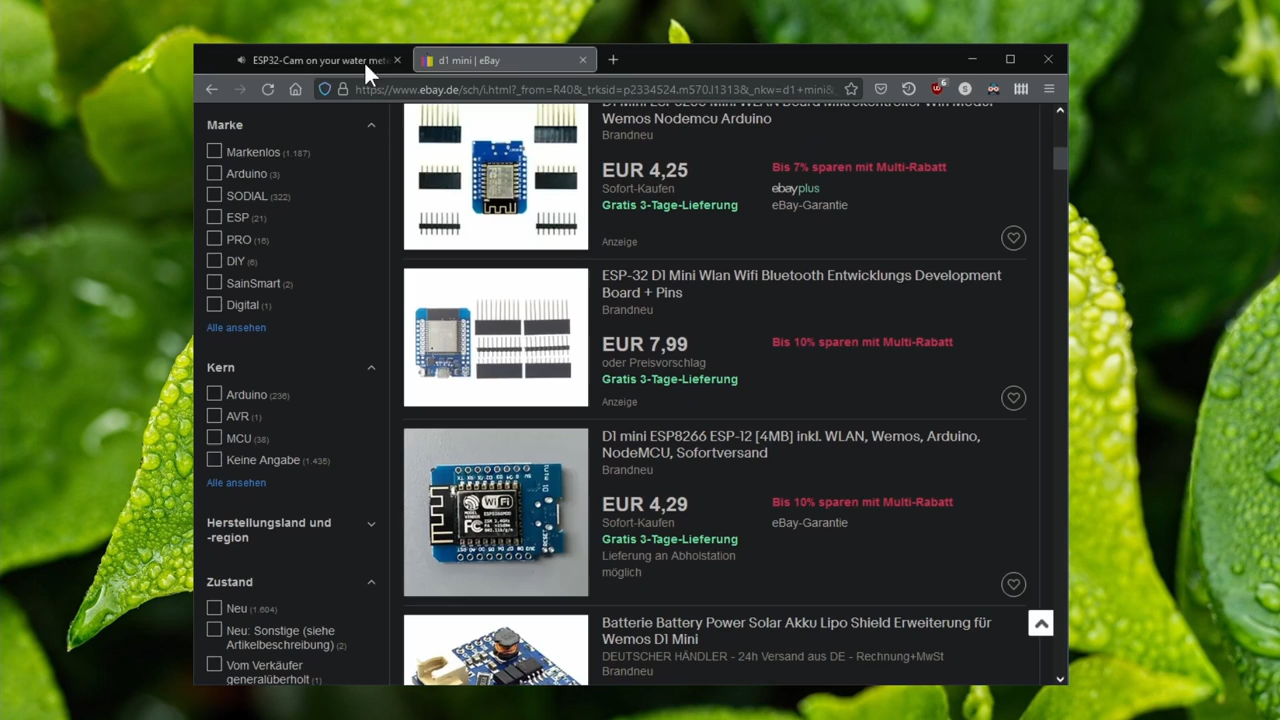 ESP32-Cam on your water mete
d1 mini | eBay
https://www.ebay.de/sch/i.html?_from=R40&_trksid=p2334524.m570.l1313&_nkw=d1+mini&
6
Marke
Markenlos (1.187)
Arduino (3)
SODIAL (322)
ESP (21)
PRO (16)
DIY (6)
SainSmart (2)
Digital (1)
Alle ansehen
Kern
Arduino (236)
AVR (1)
MCU (38)
Keine Angabe (1.435)
Alle ansehen
Herstellungsland und
-region
Zustand
Neu (1.604)
Neu: Sonstige (siehe
Artikelbeschreibung) (2)
Vom Verkäufer
generalüberholt (1)
Wemos Nodemcu Arduino
Brandneu
EUR 4,25
Sofort-Kaufen
Gratis 3-Tage-Lieferung
Bis 7% sparen mit Multi-Rabatt
ebayplus
eBay-Garantie
Anzeige
ESP-32 D1 Mini Wlan Wifi Bluetooth Entwicklungs Development
Board + Pins
Brandneu
EUR 7,99
oder Preisvorschlag
Gratis 3-Tage-Lieferung
Bis 10% sparen mit Multi-Rabatt
Anzeige
D1 mini ESP8266 ESP-12 [4MB] inkl. WLAN, Wemos, Arduino,
NodeMCU, Sofortversand
Brandneu
EUR 4,29
Sofort-Kaufen
Gratis 3-Tage-Lieferung
Lieferung an Abholstation
möglich
Bis 10% sparen mit Multi-Rabatt
eBay-Garantie
WiFi
FC
Batterie Battery Power Solar Akku Lipo Shield Erweiterung für
Wemos D1 Mini
DEUTSCHER HÄNDLER - 24h Versand aus DE - Rechnung+MwSt
Brandneu